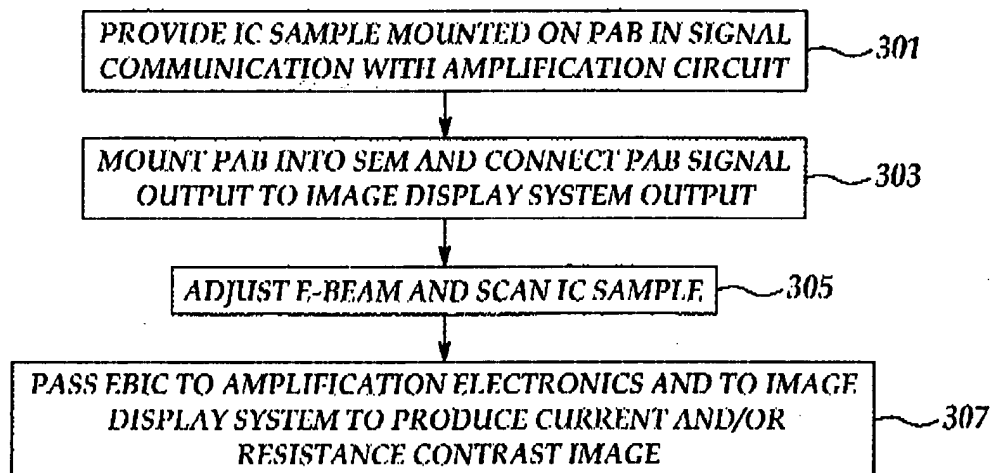 PROVIDE IC SAMPLE MOUNTED ON PAB IN SIGNAL
COMMUNICATION WITH AMPLIFICATION CIRCUIT
301
MOUNT PAB INTO SEM AND CONNECT PAB SIGNAL
OUTPUT TO IMAGE DISPLAY SYSTEM OUTPUT
303
ADJUST E-BEAM AND SCAN IC SAMPLE
305
PASS EBIC TO AMPLIFICATION ELECTRONICS AND TO IMAGE
DISPLAY SYSTEM TO PRODUCE CURRENT AND/OR
RESISTANCE CONTRAST IMAGE
307